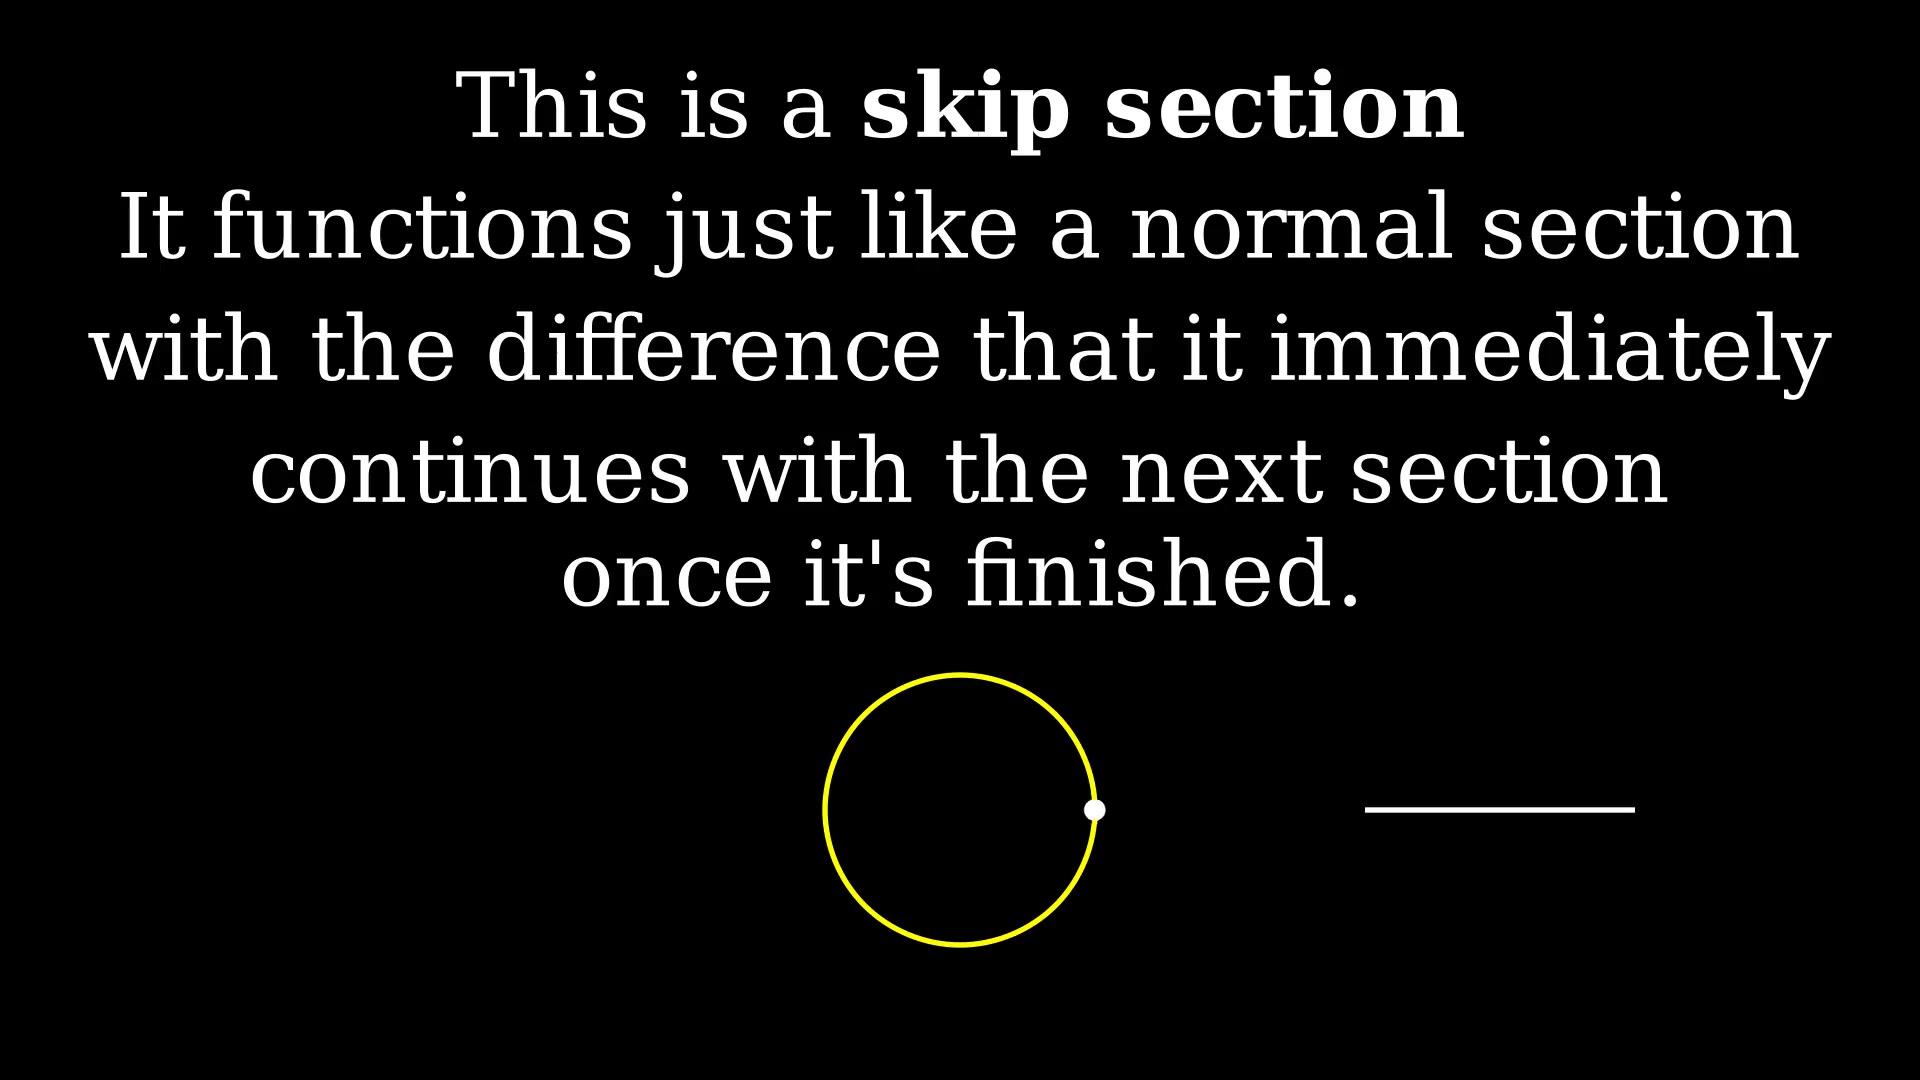 This is a skip section
It functions just like a normal section
with the difference that it immediately
continues with the next section
once it's finished.